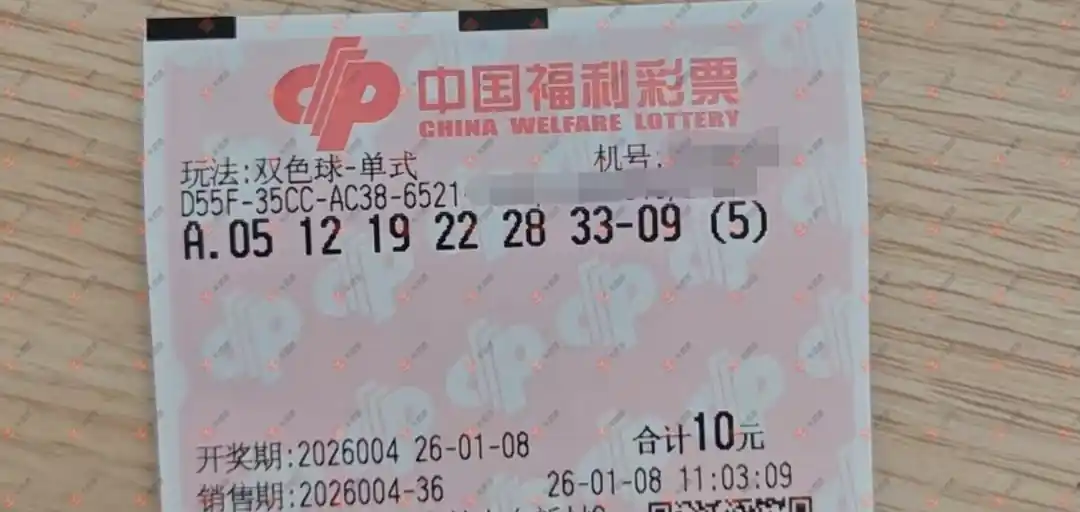 中国福利彩票
CHINA WELFARE LOTTERY
玩法:双色球-单式 机号:
D55F-35CC-AC38-6521-
A.05 12 19 22 28 33-09 (5)
开奖期:2026004 26-01-08 合计10元
销售期:2026004-36 26-01-08 11:03:09